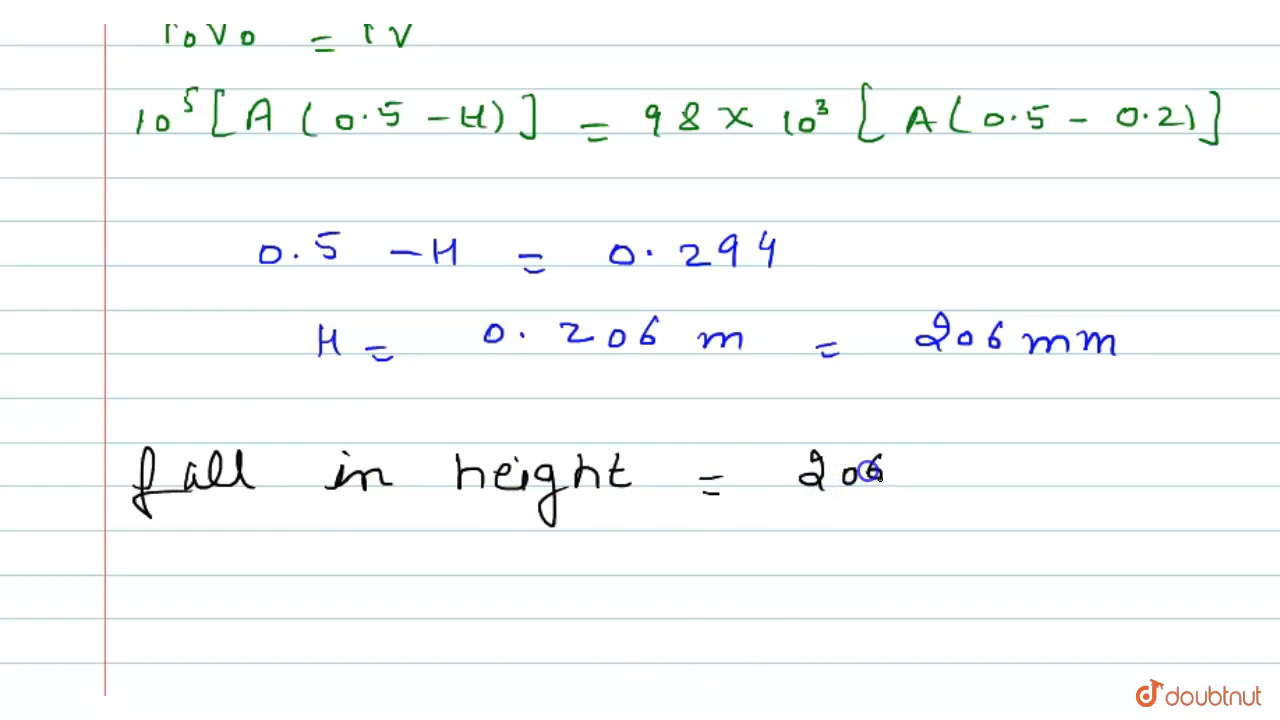 P₀V₀ = PV
10⁵[A(0.5 - H)] = 98 × 10³ [A(0.5 - 0.2)]
0.5 - H = 0.294
H = 0.206 m = 206 mm
fall in height = 206
doubtnut